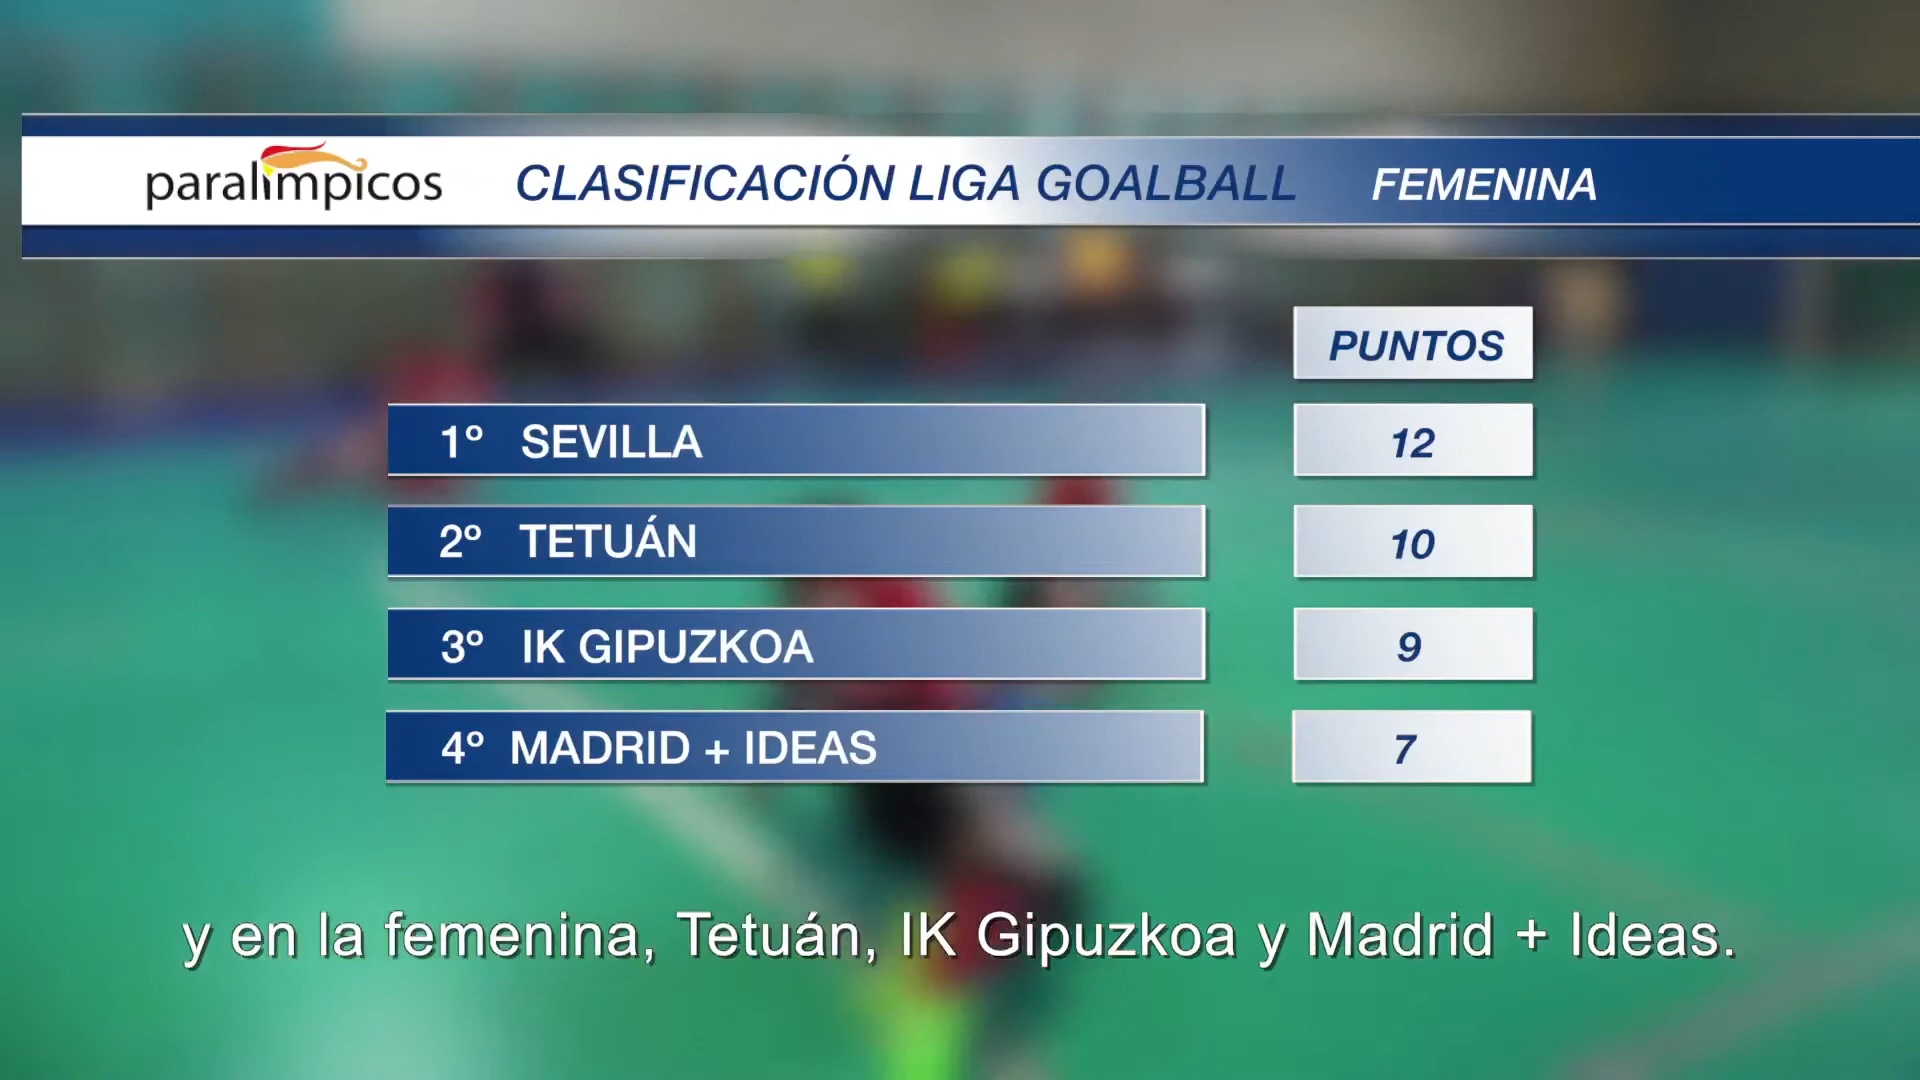 paralímpicos CLASIFICACIÓN LIGA GOALBALL FEMENINA
PUNTOS
1º SEVILLA 12
2º TETUÁN 10
3º IK GIPUZKOA 9
4º MADRID + IDEAS 7
y en la femenina, Tetuán, IK Gipuzkoa y Madrid + Ideas.